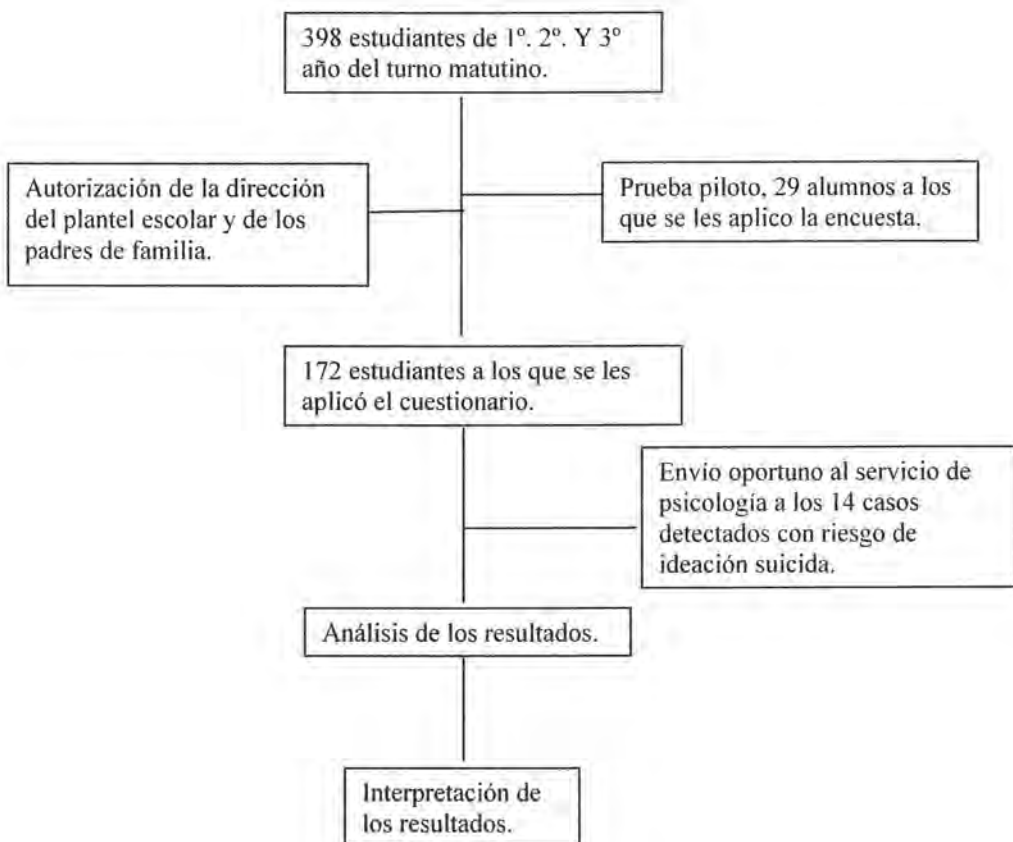 398 estudiantes de 1º. 2º. Y 3º
año del turno matutino.
Autorización de la dirección
del plantel escolar y de los
padres de familia.
Prueba piloto, 29 alumnos a los
que se les aplico la encuesta.
172 estudiantes a los que se les
aplicó el cuestionario.
Envío oportuno al servicio de
psicología a los 14 casos
detectados con riesgo de
ideación suicida.
Análisis de los resultados.
Interpretación de
los resultados.